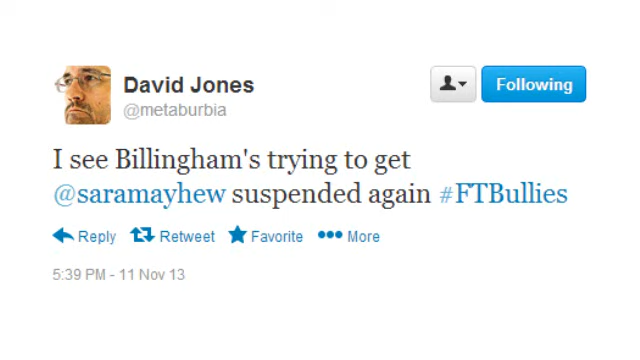 David Jones
@metaburbia
Following
I see Billingham's trying to get
@saramayhew suspended again #FTBullies
Reply Retweet Favorite More
5:39 PM - 11 Nov 13